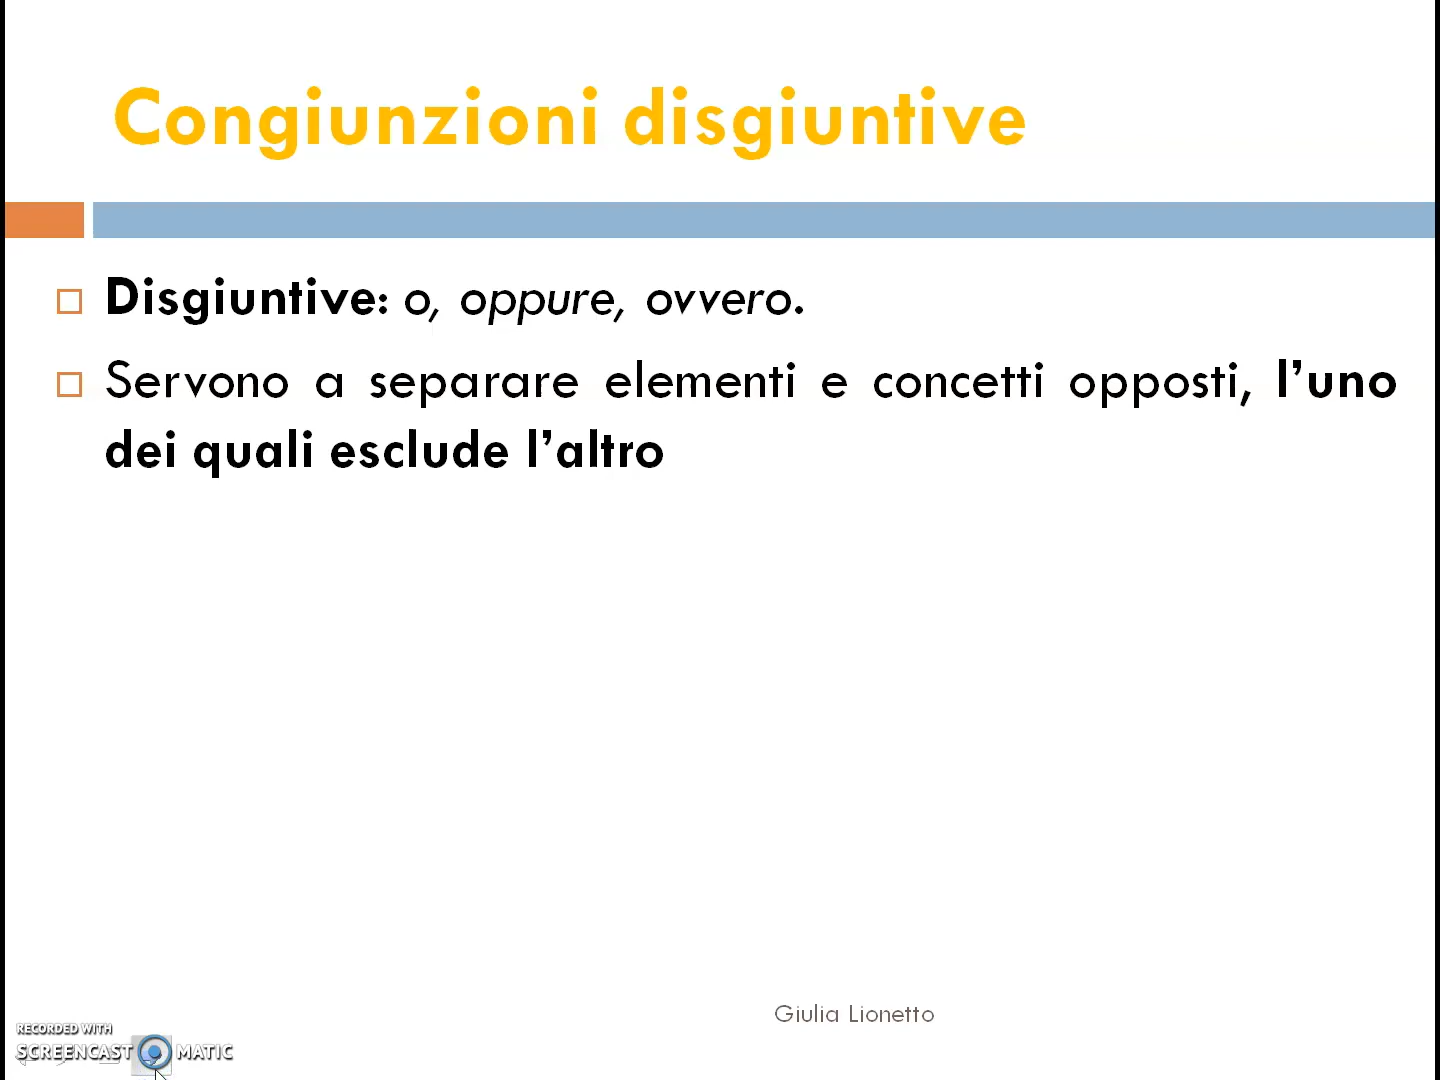 Congiunzioni disgiuntive
Disgiuntive: o, oppure, ovvero.
Servono a separare elementi e concetti opposti, l’uno
dei quali esclude l’altro
Giulia Lionetto
RECORDED WITH
SCREENCAST MATIC